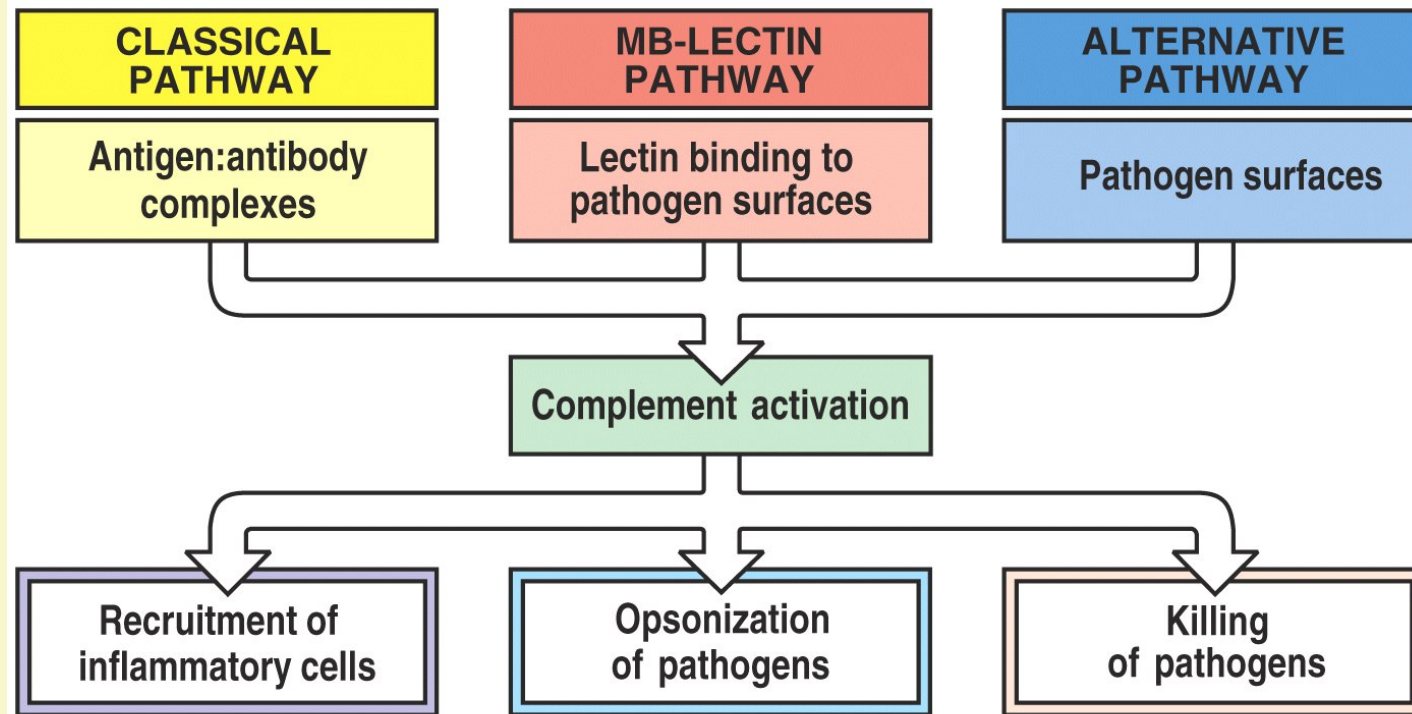 CLASSICAL
PATHWAY
Antigen:antibody
complexes
MB-LECTIN
PATHWAY
Lectin binding to
pathogen surfaces
ALTERNATIVE
PATHWAY
Pathogen surfaces
Complement activation
Recruitment of
inflammatory cells
Opsonization
of pathogens
Killing
of pathogens